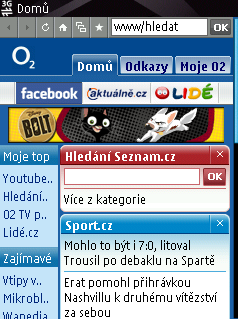 3G Domů
www/hledat OK
O2 Domů Odkazy Moje O2
facebook aktuálně.cz LIDÉ
BOLT
Moje top
Youtube..
Hledání..
O2 TV p..
Lidé.cz
Zajímavé
Vtipy v..
Mikrobl..
Wapedia
Hledání Seznam.cz
OK
Více z kategorie
Sport.cz
Mohlo to být i 7:0, litoval
Trousil po debaklu na Spartě
Erat pomohl přihrávkou
Nashvillu k druhému vítězství
za sebou